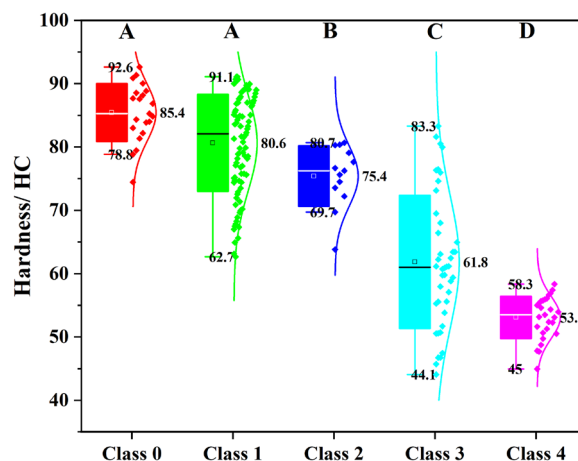 100
90
80
70
60
50
40
Hardness/ HC
A
A
B
C
D
92.6
85.4
78.8
91.1
80.6
62.7
80.7
75.4
69.7
83.3
61.8
44.1
58.3
53.
45
Class 0
Class 1
Class 2
Class 3
Class 4